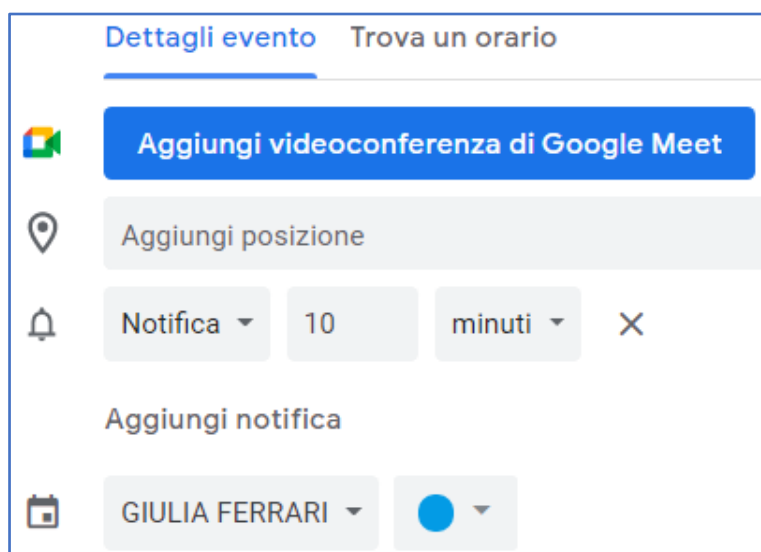 Dettagli evento Trova un orario
Aggiungi videoconferenza di Google Meet
Aggiungi posizione
Notifica 10 minuti
Aggiungi notifica
GIULIA FERRARI